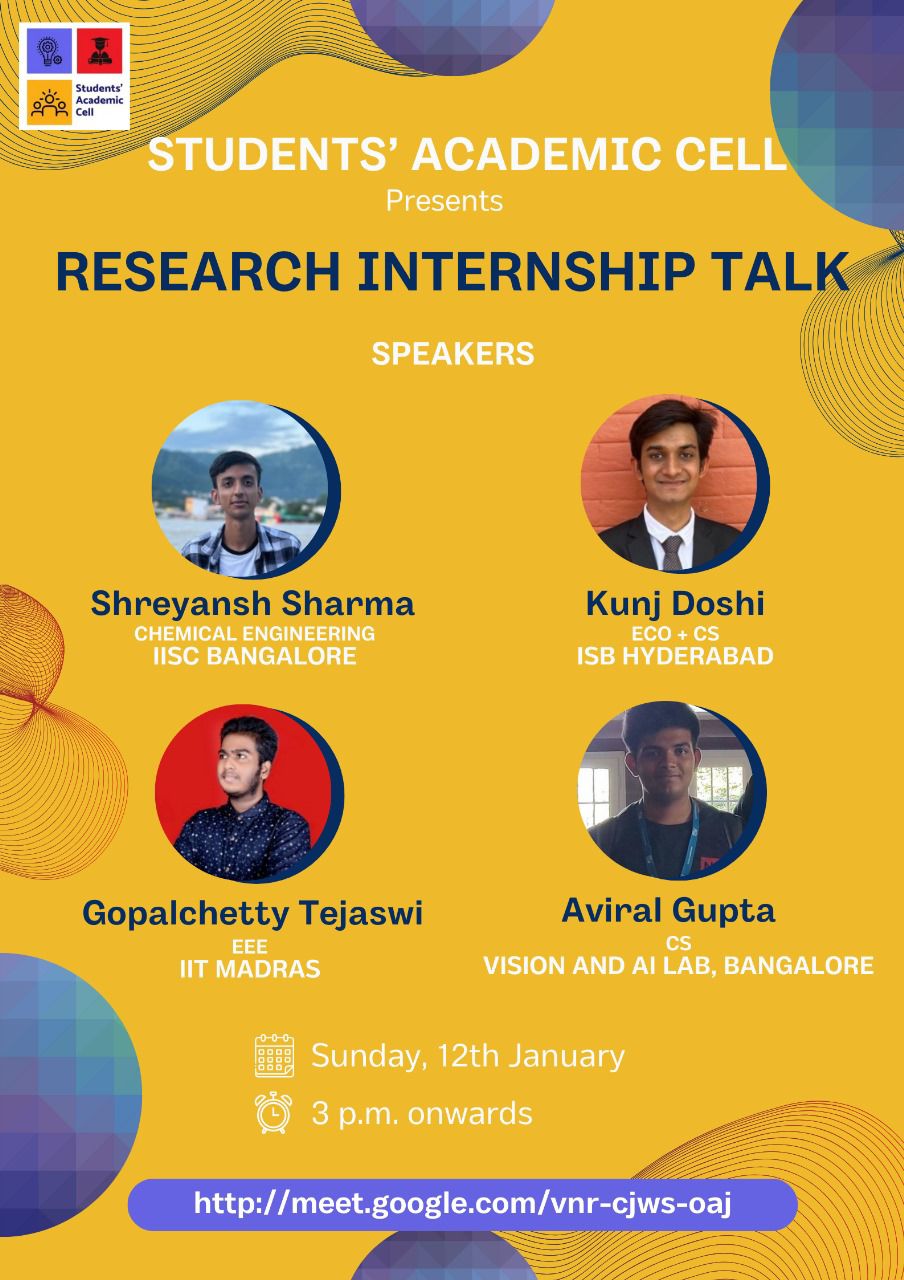 Students'
Academic
Cell
STUDENTS' ACADEMIC CELL
Presents
RESEARCH INTERNSHIP TALK
SPEAKERS
Shreyansh Sharma
CHEMICAL ENGINEERING
IISC BANGALORE
Kunj Doshi
ECO + CS
ISB HYDERABAD
Gopalchetty Tejaswi
EEE
IIT MADRAS
Aviral Gupta
CS
VISION AND AI LAB, BANGALORE
Sunday, 12th January
3 p.m. onwards
http://meet.google.com/vnr-cjws-oaj